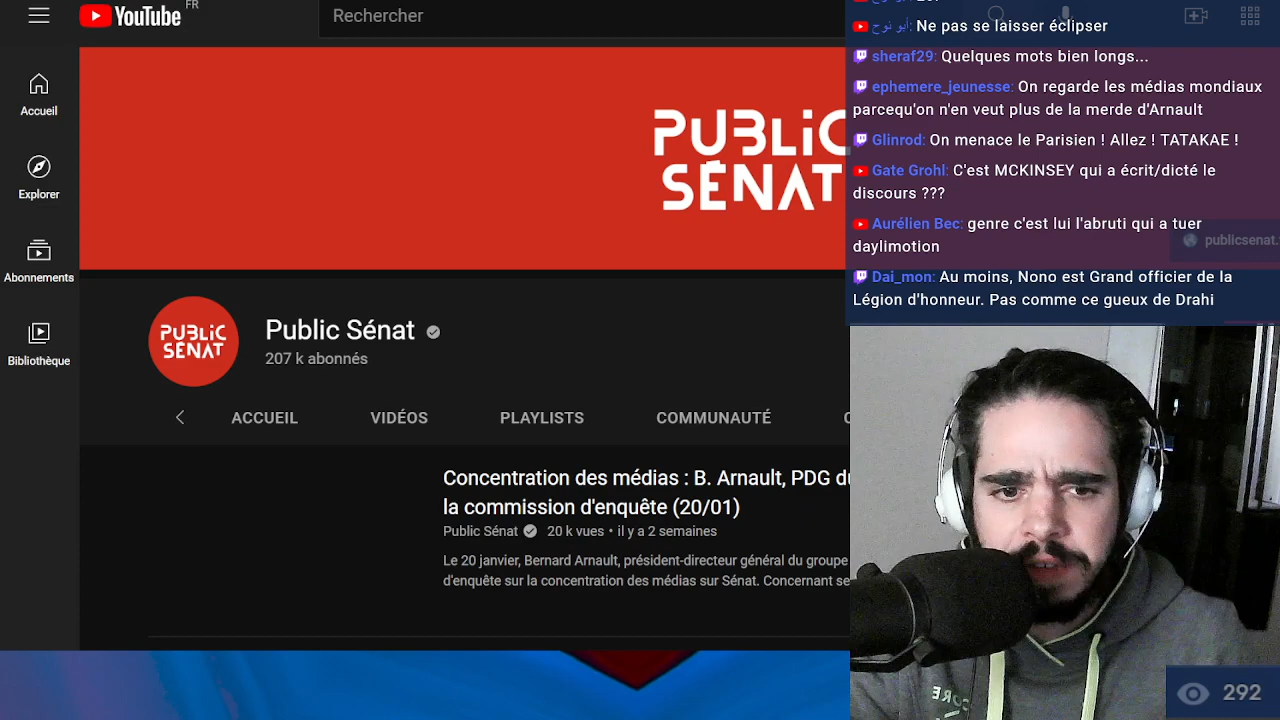 YouTube FR
Rechercher
Accueil
Explorer
Abonnements
Bibliothèque
PUBLIC
SÉNAT
PUBLIC
SÉNAT
Public Sénat
207 k abonnés
ACCUEIL VIDÉOS PLAYLISTS COMMUNAUTÉ
Concentration des médias : B. Arnault, PDG du
la commission d'enquête (20/01)
Public Sénat 20 k vues • il y a 2 semaines
Le 20 janvier, Bernard Arnault, président-directeur général du groupe
d'enquête sur la concentration des médias sur Sénat. Concernant se
أبو نوح: Ne pas se laisser éclipser
sheraf29: Quelques mots bien longs...
ephemere_jeunesse: On regarde les médias mondiaux
parcequ'on n'en veut plus de la merde d'Arnault
Glinrod: On menace le Parisien ! Allez ! TATAKAE !
Gate Grohl: C'est MCKINSEY qui a écrit/dicté le
discours ???
Aurélien Bec: genre c'est lui l'abruti qui a tuer
daylimotion
publicsenat.
Dai_mon: Au moins, Nono est Grand officier de la
Légion d'honneur. Pas comme ce gueux de Drahi
CORE
292